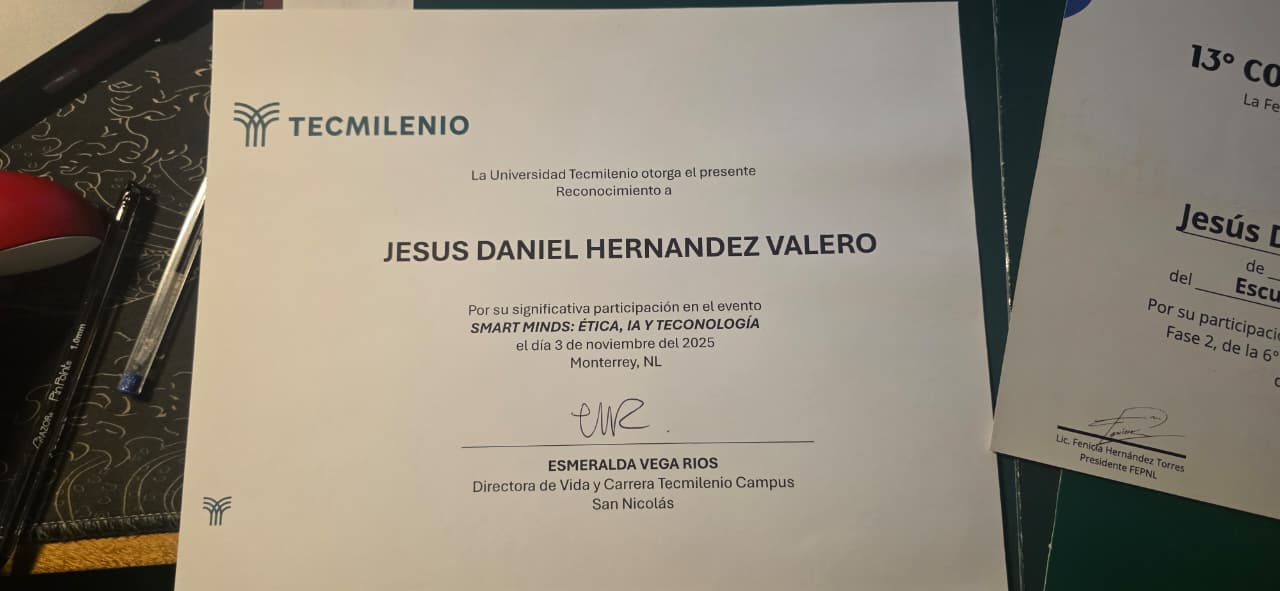 TECMILENIO
La Universidad Tecmilenio otorga el presente
Reconocimiento a
JESUS DANIEL HERNANDEZ VALERO
Por su significativa participación en el evento
SMART MINDS: ÉTICA, IA Y TECONOLOGÍA
el día 3 de noviembre del 2025
Monterrey, NL
ESMERALDA VEGA RIOS
Directora de Vida y Carrera Tecmilenio Campus
San Nicolás
13° CO
La Fe
Jesús D
de
del Escu
Por su participació
Fase 2, de la 6°
Lic. Fenicia Hernández Torres
Presidente FEPNL
RAZOR PinPoint 1.0mm